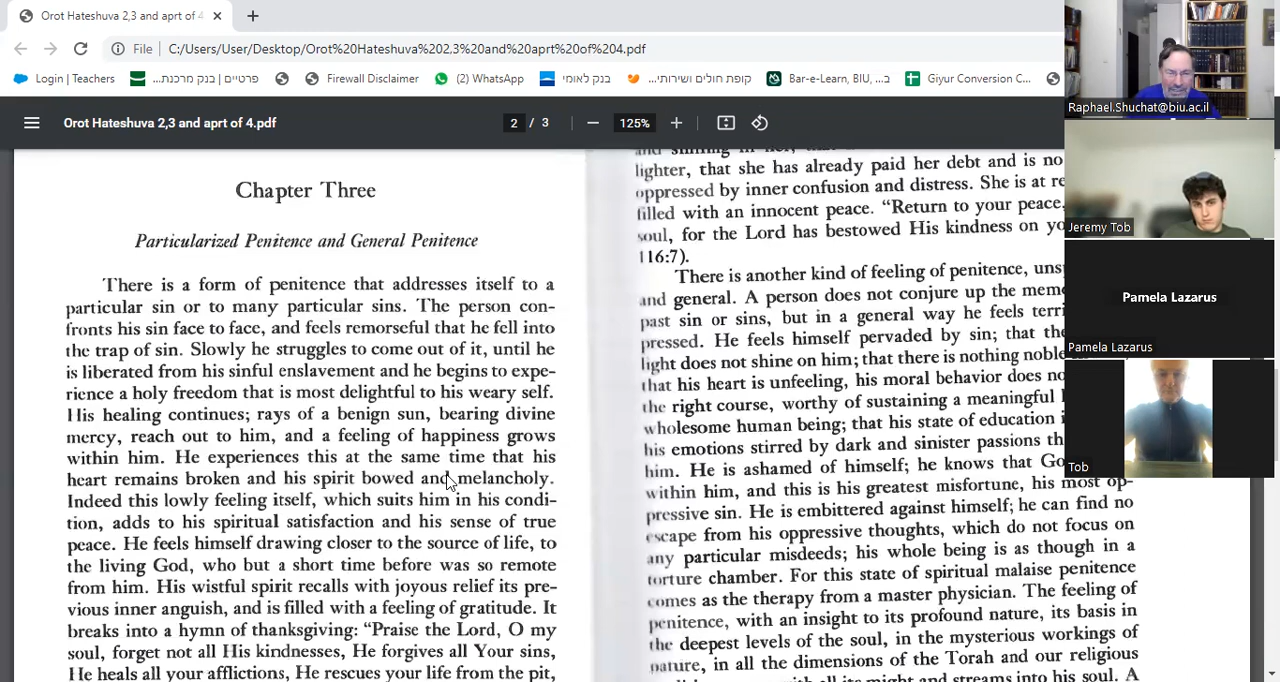 Orot Hateshuva 2,3 and aprt of 4
File
C:/Users/User/Desktop/Orot%20Hateshuva%202,3%20and%20aprt%20of%204.pdf
Login | Teachers
פרטיים | בנק מרכנת...
Firewall Disclaimer
(2) WhatsApp
בנק לאומי
קופת חולים ושירותי...
Bar-e-Learn, BIU, ...ב
Giyur Conversion C...
Orot Hateshuva 2,3 and aprt of 4.pdf
2 / 3
125%
Chapter Three
Particularized Penitence and General Penitence
There is a form of penitence that addresses itself to a
particular sin or to many particular sins. The person con-
fronts his sin face to face, and feels remorseful that he fell into
the trap of sin. Slowly he struggles to come out of it, until he
is liberated from his sinful enslavement and he begins to expe-
rience a holy freedom that is most delightful to his weary self.
His healing continues; rays of a benign sun, bearing divine
mercy, reach out to him, and a feeling of happiness grows
within him. He experiences this at the same time that his
heart remains broken and his spirit bowed and melancholy.
Indeed this lowly feeling itself, which suits him in his condi-
tion, adds to his spiritual satisfaction and his sense of true
peace. He feels himself drawing closer to the source of life, to
the living God, who but a short time before was so remote
from him. His wistful spirit recalls with joyous relief its pre-
vious inner anguish, and is filled with a feeling of gratitude. It
breaks into a hymn of thanksgiving: "Praise the Lord, O my
soul, forget not all His kindnesses, He forgives all Your sins,
He heals all your afflictions, He rescues your life from the pit,
lighter, that she has already paid her debt and is no
oppressed by inner confusion and distress. She is at re
filled with an innocent peace. "Return to your peace,
soul, for the Lord has bestowed His kindness on yo
116:7).
There is another kind of feeling of penitence, uns
and general. A person does not conjure up the mem
past sin or sins, but in a general way he feels terri
pressed. He feels himself pervaded by sin; that the
light does not shine on him; that there is nothing noble
that his heart is unfeeling, his moral behavior does no
the right course, worthy of sustaining a meaningful
wholesome human being; that his state of education i
his emotions stirred by dark and sinister passions th
him. He is ashamed of himself; he knows that Go
within him, and this is his greatest misfortune, his most op-
pressive sin. He is embittered against himself; he can find no
escape from his oppressive thoughts, which do not focus on
any particular misdeeds; his whole being is as though in a
torture chamber. For this state of spiritual malaise penitence
comes as the therapy from a master physician. The feeling of
penitence, with an insight to its profound nature, its basis in
the deepest levels of the soul, in the mysterious workings of
nature, in all the dimensions of the Torah and our religious
with all its might and streams into his soul. A
Raphael.Shuchat@biu.ac.il
Jeremy Tob
Pamela Lazarus
Pamela Lazarus
Tob